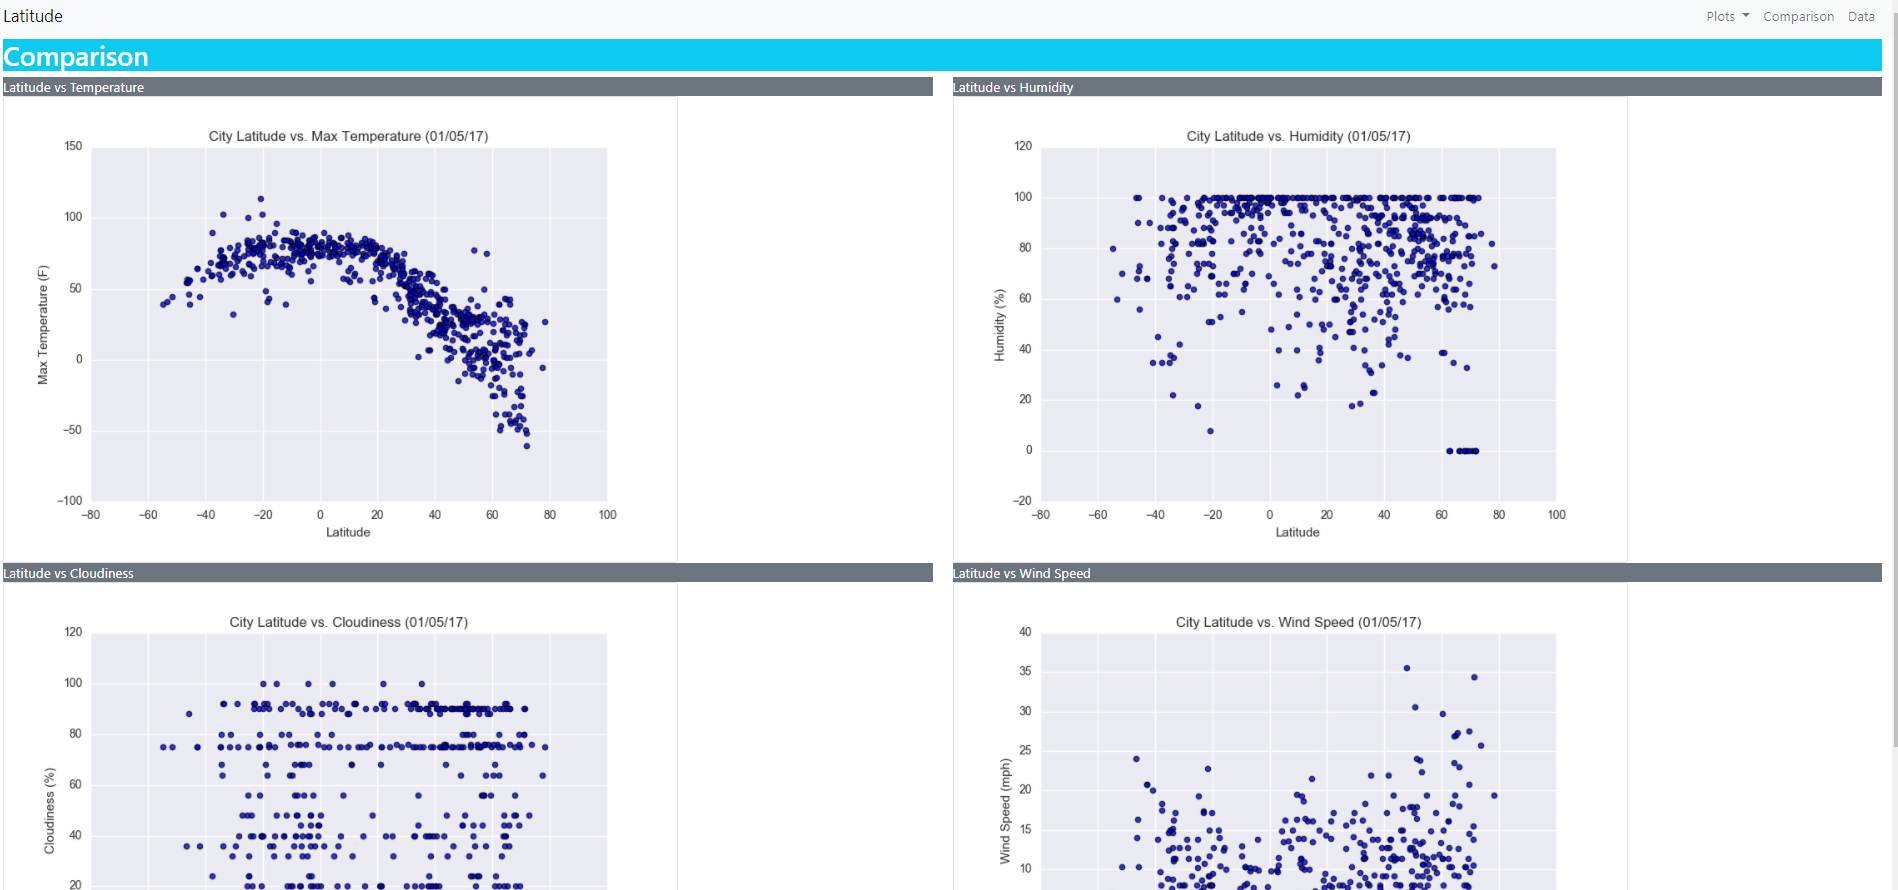 Latitude
Plots Comparison Data
Comparison
Latitude vs Temperature
City Latitude vs. Max Temperature (01/05/17)
150
100
50
0
−50
−100
Max Temperature (F)
−80 −60 −40 −20 0 20 40 60 80 100
Latitude
Latitude vs Humidity
City Latitude vs. Humidity (01/05/17)
120
100
80
60
40
20
0
−20
Humidity (%)
−80 −60 −40 −20 0 20 40 60 80 100
Latitude
Latitude vs Cloudiness
City Latitude vs. Cloudiness (01/05/17)
120
100
80
60
40
20
Cloudiness (%)
Latitude vs Wind Speed
City Latitude vs. Wind Speed (01/05/17)
40
35
30
25
20
15
10
Wind Speed (mph)